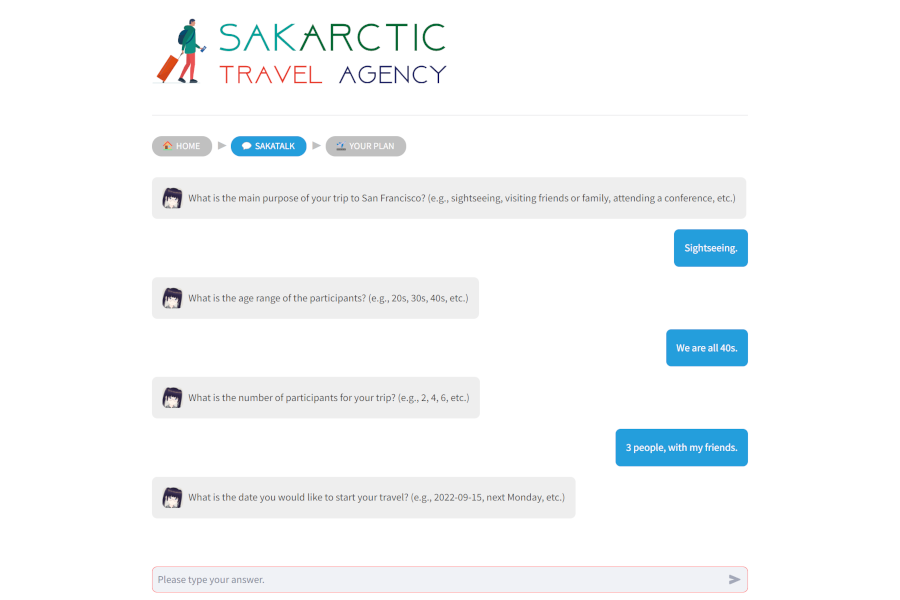 SAKARCTIC
TRAVEL AGENCY
HOME
SAKATALK
YOUR PLAN
What is the main purpose of your trip to San Francisco? (e.g., sightseeing, visiting friends or family, attending a conference, etc.)
Sightseeing.
What is the age range of the participants? (e.g., 20s, 30s, 40s, etc.)
We are all 40s.
What is the number of participants for your trip? (e.g., 2, 4, 6, etc.)
3 people, with my friends.
What is the date you would like to start your travel? (e.g., 2022-09-15, next Monday, etc.)
Please type your answer.